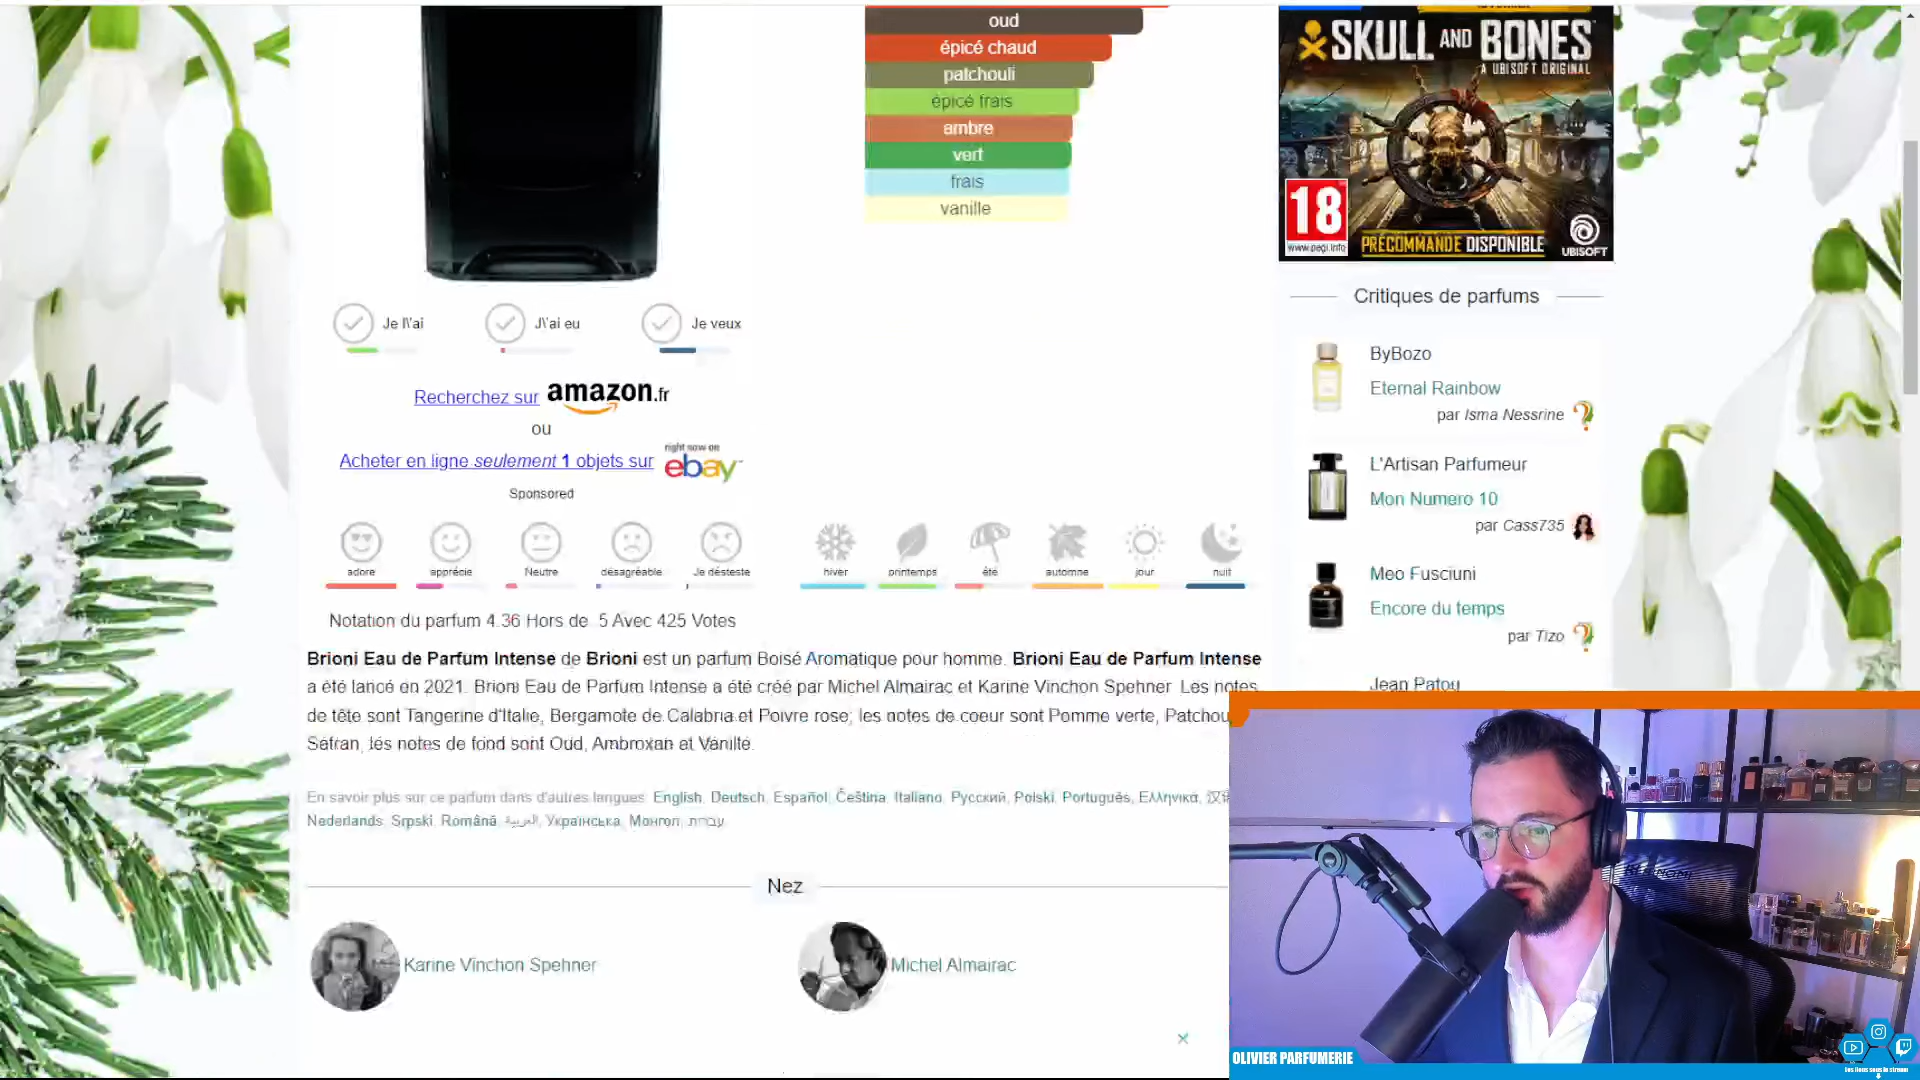 oud
épicé chaud
patchouli
épicé frais
ambre
vert
frais
vanille
SKULL AND BONES
A UBISOFT ORIGINAL
18
www.pegi.info
PRÉCOMMANDE DISPONIBLE
UBISOFT
Je l\'ai
J\'ai eu
Je veux
Recherchez sur amazon.fr
ou
Acheter en ligne seulement 1 objets sur
right now on
ebay
Sponsored
adore
apprécie
Neutre
désagréable
Je déteste
hiver
printemps
été
automne
jour
nuit
Notation du parfum 4.36 Hors de 5 Avec 425 Votes
Brioni Eau de Parfum Intense de Brioni est un parfum Boisé Aromatique pour homme. Brioni Eau de Parfum Intense
a été lancé en 2021. Brioni Eau de Parfum Intense a été créé par Michel Almairac et Karine Vinchon Spehner. Les notes
de tête sont Tangerine d'Italie, Bergamote de Calabria et Poivre rose; les notes de coeur sont Pomme verte, Patchou
Safran, les notes de fond sont Oud, Ambroxan et Vanille.
En savoir plus sur ce parfum dans d'autres langues: English, Deutsch, Español, Čeština, Italiano, Русский, Polski, Português, Ελληνικά, 汉
Nederlands, Srpski, Română, العربية, Українська, Монгол, עברית
Nez
Karine Vinchon Spehner
Michel Almairac
Critiques de parfums
ByBozo
Eternal Rainbow
par Isma Nessrine
L'Artisan Parfumeur
Mon Numero 10
par Cass735
Meo Fusciuni
Encore du temps
par Tizo
Jean Patou
OLIVIER PARFUMERIE